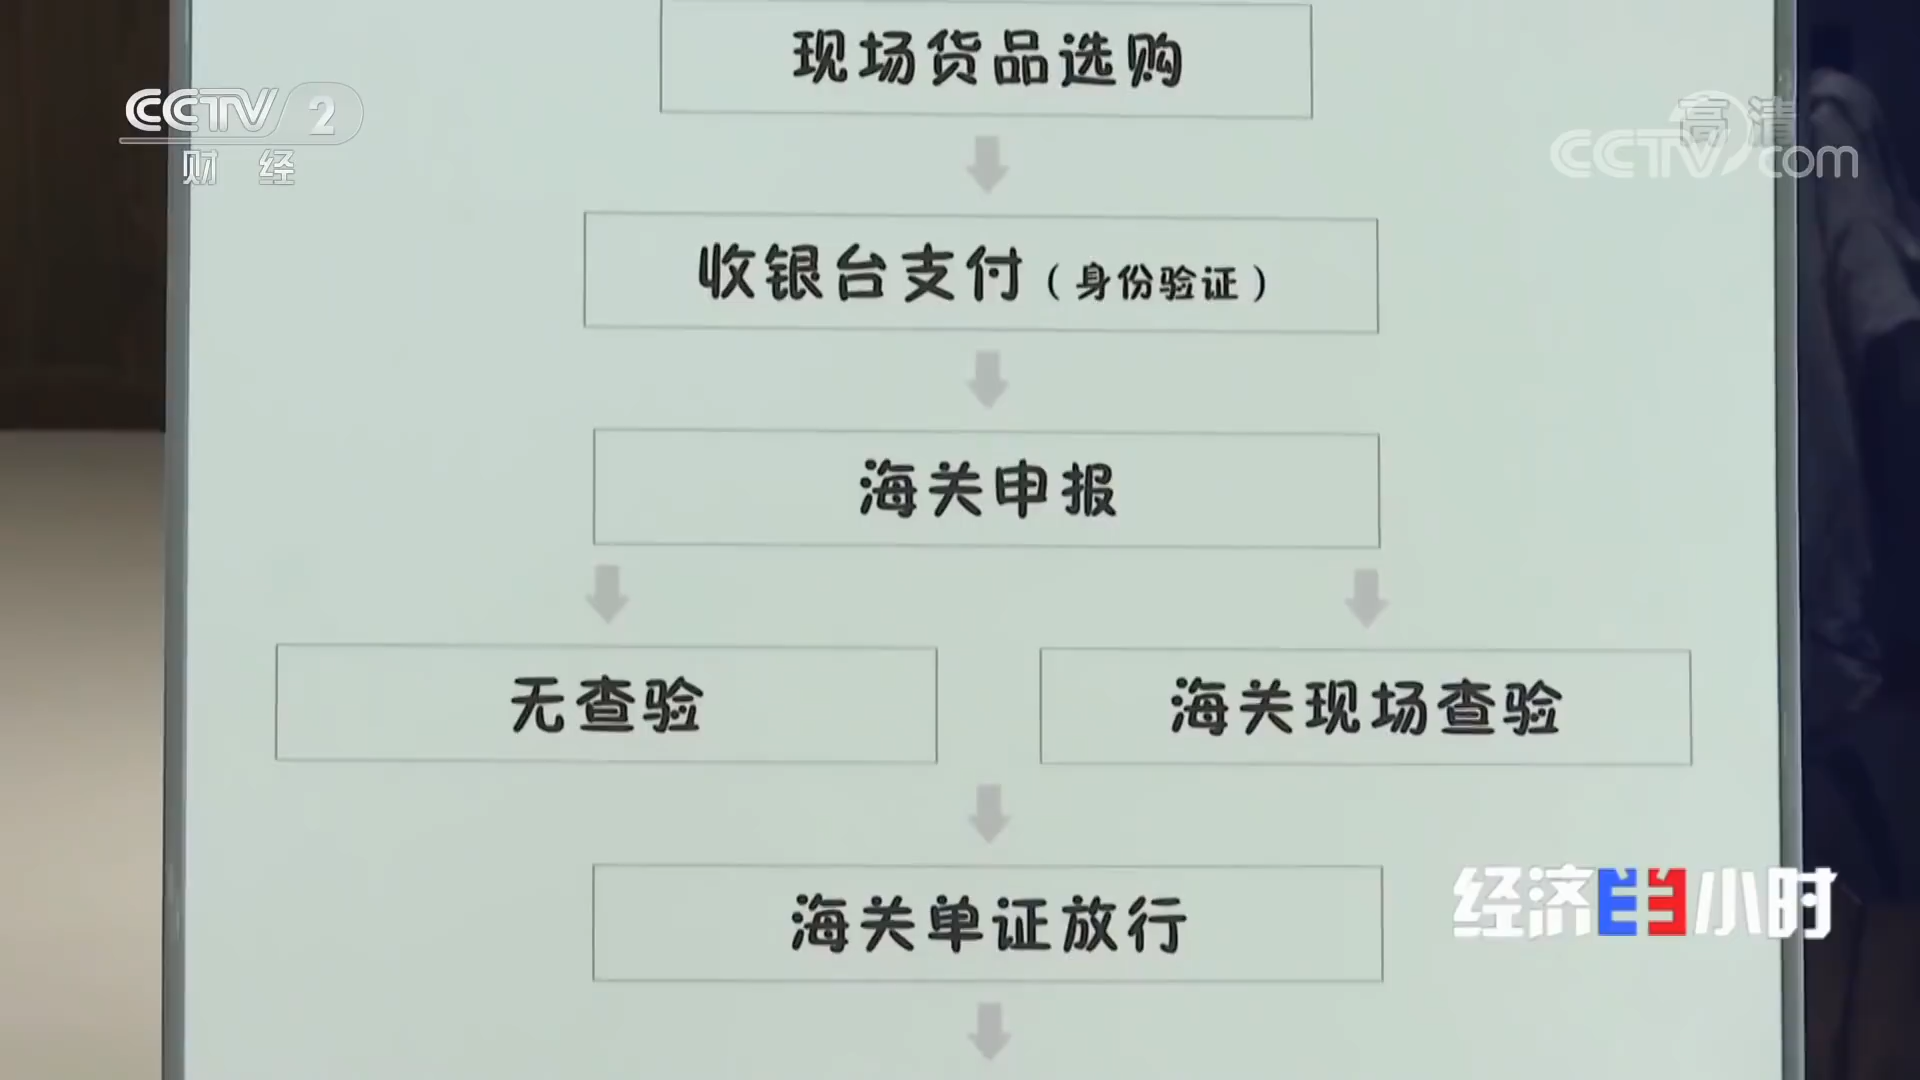 现场货品选购
CCTV 2
财经
高清
CCTV.com
收银台支付（身份验证）
海关申报
无查验
海关现场查验
海关单证放行
经济半小时